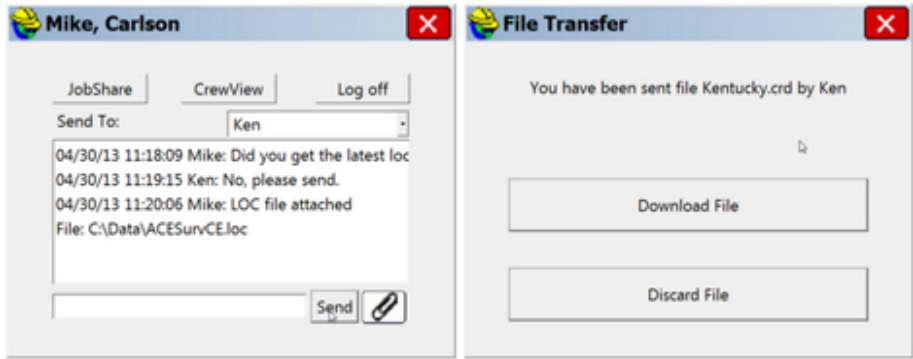 Mike, Carlson
JobShare
CrewView
Log off
Send To:
Ken
04/30/13 11:18:09 Mike: Did you get the latest loc
04/30/13 11:19:15 Ken: No, please send.
04/30/13 11:20:06 Mike: LOC file attached
File: C:\Data\ACESurvCE.loc
Send
File Transfer
You have been sent file Kentucky.crd by Ken
Download File
Discard File